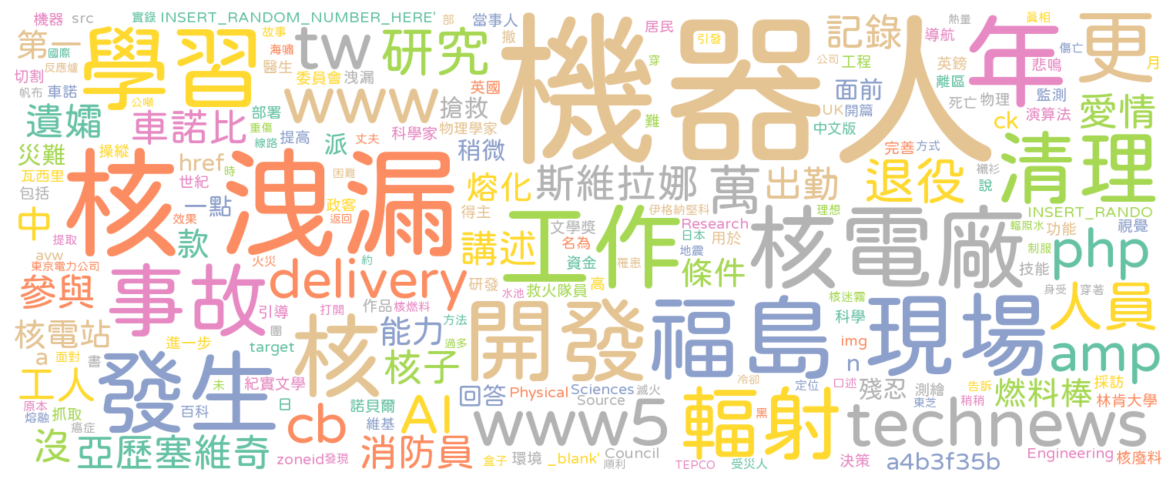 機器人
核洩漏
學習
www
tw
研究
年
更
清理
核電廠
工作
開發
福島
現場
technews
www5
輻射
事故
發生
核
delivery
php
amp
人員
AI
cb
消防員
亞歷塞維奇
工人
參與
核電站
車諾比
遺孀
災難
第一
記錄
愛情
退役
出勤
萬
斯維拉娜
熔化
講述
條件
能力
核子
回答
燃料棒
a4b3f35b
沒
中
款
派
稍微
搶救
面前
ck
n
a
一點
href
殘忍
機器
src
實錄
INSERT_RANDOM_NUMBER_HERE'
部
當事人
撤
居民
引發
導航
熱量
真相
傷亡
月
國際
故事
海嘯
醫生
反應爐
切割
帆布
車諾
委員會
洩漏
英國
穿
公司
工程
英鎊
悲鳴
離區
監測
公噸
部署
重傷
線路
提高
丈夫
科學家
物理學家
難
UK
開篇
死亡
物理
演算法
中文版
操縱
瓦西里
包括
時
世紀
困難
政客
返回
效果
得主
文學獎
名為
伊格納堅科
Research
日本
地震
用於
理想
完善
方式
襯衫
說
INSERT_RANDO
輻照水
功能
視覺
制服
技能
提取
avw
東京電力公司
火災
約
研發
資金
罹患
救火隊員
高
水池
身受
穿著
引導
打開
作品
核燃料
方法
過多
核迷霧
科學
img
進一步
圍
target
面對
書
紀實文學
原本
熔融
抓取
未
百科
日
諾貝爾
維基
癌症
zoneid
發現
Physical
Sciences
滅火
Source
冷卻
定位
口述
東芝
測繪
告訴
稍稍
採訪
林肯大學
黑
盒子
_blank'
環境
順利
Council
TEPCO
受災人
決策
Engineering
核廢料